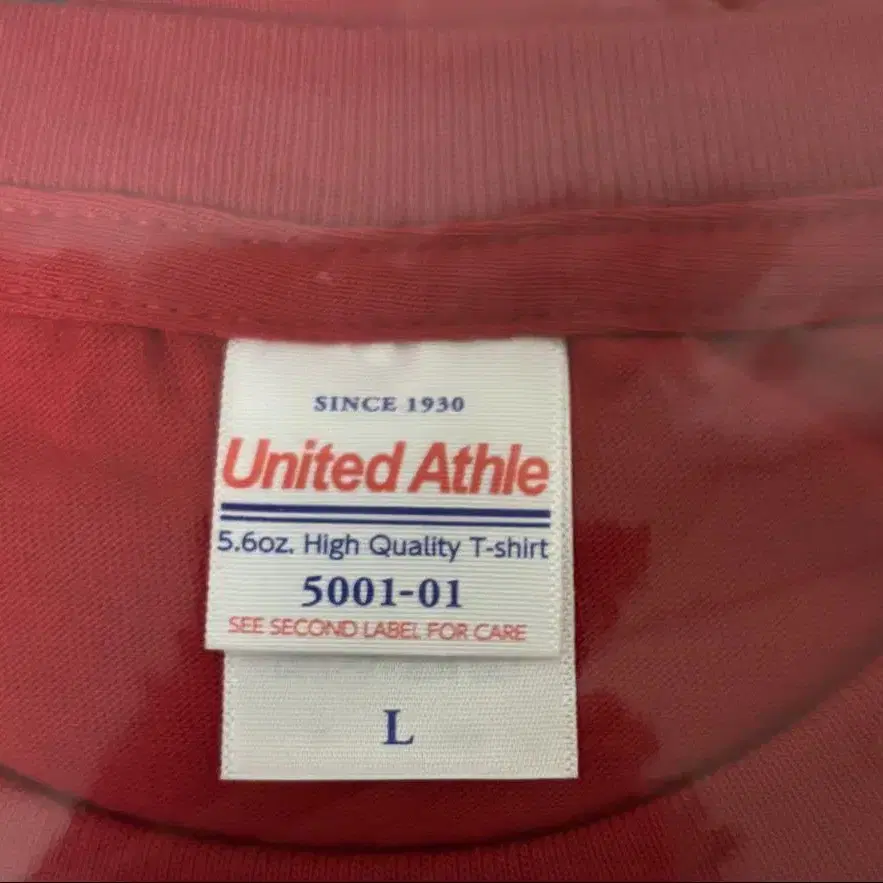 SINCE 1930
United Athle
5.6oz. High Quality T-shirt
5001-01
SEE SECOND LABEL FOR CARE
L